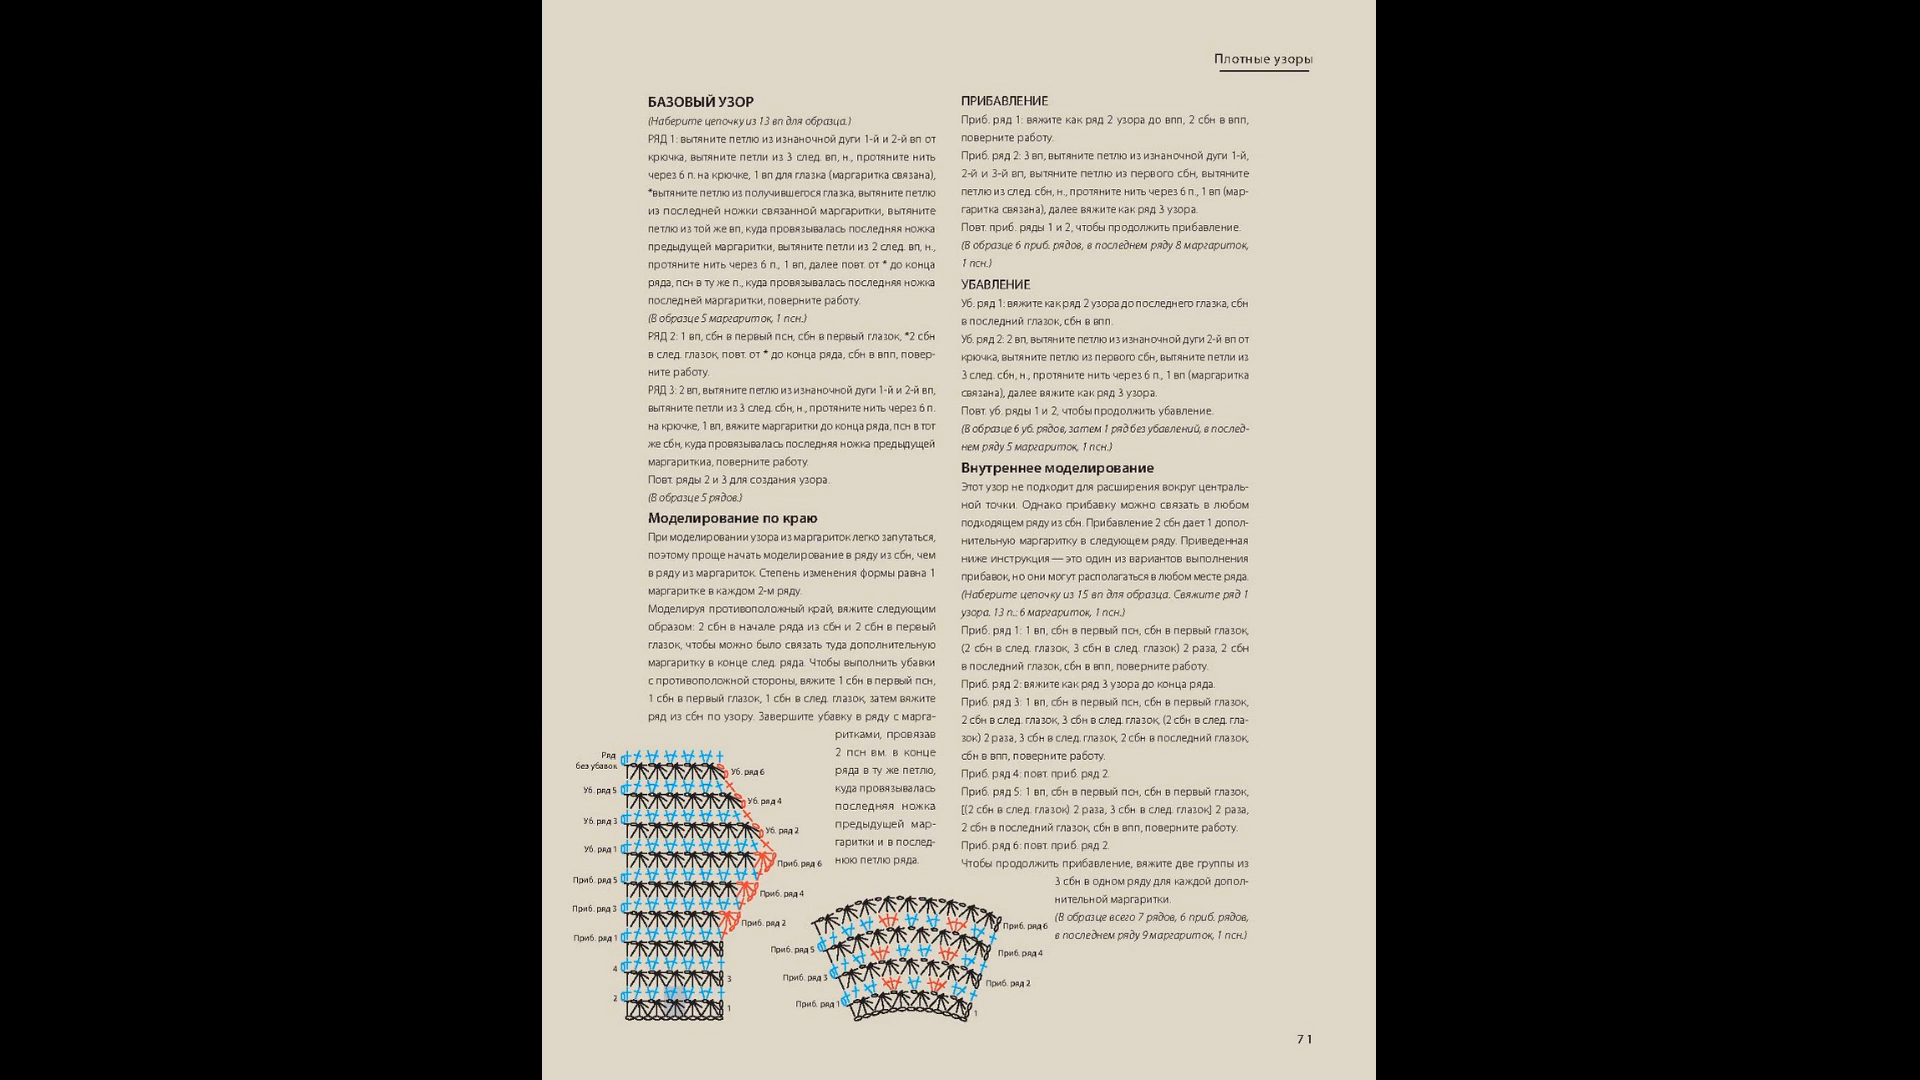 Плотные узоры
БАЗОВЫЙ УЗОР
(Наберите цепочку из 13 вп для образца.)
РЯД 1: вытяните петлю из изнаночной дуги 1-й и 2-й вп от
крючка, вытяните петли из 3 след. вп, н., протяните нить
через 6 п. на крючке, 1 вп для глазка (маргаритка связана),
*вытяните петлю из получившегося глазка, вытяните петлю
из последней ножки связанной маргаритки, вытяните
петлю из той же вп, куда провязывалась последняя ножка
предыдущей маргаритки, вытяните петли из 2 след. вп, н.,
протяните нить через 6 п., 1 вп, далее повт. от * до конца
ряда, псн в ту же п., куда провязывалась последняя ножка
последней маргаритки, поверните работу.
(В образце 5 маргариток, 1 псн.)
РЯД 2: 1 вп, сбн в первый псн, сбн в первый глазок, *2 сбн
в след. глазок, повт. от * до конца ряда, сбн в впп, повер-
ните работу.
РЯД 3: 2 вп, вытяните петлю из изнаночной дуги 1-й и 2-й вп,
вытяните петли из 3 след. сбн, н., протяните нить через 6 п.
на крючке, 1 вп, вяжите маргаритки до конца ряда, псн в тот
же сбн, куда провязывалась последняя ножка предыдущей
маргариткиа, поверните работу.
Повт. ряды 2 и 3 для создания узора.
(В образце 5 рядов.)
Моделирование по краю
При моделировании узора из маргариток легко запутаться,
поэтому проще начать моделирование в ряду из сбн, чем
в ряду из маргариток. Степень изменения формы равна 1
маргаритке в каждом 2-м ряду.
Моделируя противоположный край, вяжите следующим
образом: 2 сбн в начале ряда из сбн и 2 сбн в первый
глазок, чтобы можно было связать туда дополнительную
маргаритку в конце след. ряда. Чтобы выполнить убавки
с противоположной стороны, вяжите 1 сбн в первый псн,
1 сбн в первый глазок, 1 сбн в след. глазок, затем вяжите
ряд из сбн по узору. Завершите убавку в ряду с марга-
ритками, провязав
2 псн вм. в конце
ряда в ту же петлю,
куда провязывалась
последняя ножка
предыдущей мар-
гаритки и в послед-
нюю петлю ряда.
Ряд
без убавок
Уб. ряд 6
Уб. ряд 5
Уб. ряд 4
Уб. ряд 3
Уб. ряд 2
Уб. ряд 1
Приб. ряд 6
Приб. ряд 5
Приб. ряд 4
Приб. ряд 3
Приб. ряд 2
Приб. ряд 1
4
3
2
1
ПРИБАВЛЕНИЕ
Приб. ряд 1: вяжите как ряд 2 узора до впп, 2 сбн в впп,
поверните работу.
Приб. ряд 2: 3 вп, вытяните петлю из изнаночной дуги 1-й,
2-й и 3-й вп, вытяните петлю из первого сбн, вытяните
петлю из след. сбн, н., протяните нить через 6 п., 1 вп (мар-
гаритка связана), далее вяжите как ряд 3 узора.
Повт. приб. ряды 1 и 2, чтобы продолжить прибавление.
(В образце 6 приб. рядов, в последнем ряду 8 маргариток,
1 псн.)
УБАВЛЕНИЕ
Уб. ряд 1: вяжите как ряд 2 узора до последнего глазка, сбн
в последний глазок, сбн в впп.
Уб. ряд 2: 2 вп, вытяните петлю из изнаночной дуги 2-й вп от
крючка, вытяните петлю из первого сбн, вытяните петли из
3 след. сбн, н., протяните нить через 6 п., 1 вп (маргаритка
связана), далее вяжите как ряд 3 узора.
Повт. уб. ряды 1 и 2, чтобы продолжить убавление.
(В образце 6 уб. рядов, затем 1 ряд без убавлений, в послед-
нем ряду 5 маргариток, 1 псн.)
Внутреннее моделирование
Этот узор не подходит для расширения вокруг централь-
ной точки. Однако прибавку можно связать в любом
подходящем ряду из сбн. Прибавление 2 сбн дает 1 допол-
нительную маргаритку в следующем ряду. Приведенная
ниже инструкция — это один из вариантов выполнения
прибавок, но они могут располагаться в любом месте ряда.
(Наберите цепочку из 15 вп для образца. Свяжите ряд 1
узора. 13 п.: 6 маргариток, 1 псн.)
Приб. ряд 1: 1 вп, сбн в первый псн, сбн в первый глазок,
(2 сбн в след. глазок, 3 сбн в след. глазок) 2 раза, 2 сбн
в последний глазок, сбн в впп, поверните работу.
Приб. ряд 2: вяжите как ряд 3 узора до конца ряда.
Приб. ряд 3: 1 вп, сбн в первый псн, сбн в первый глазок,
2 сбн в след. глазок, 3 сбн в след. глазок, (2 сбн в след. гла-
зок) 2 раза, 3 сбн в след. глазок, 2 сбн в последний глазок,
сбн в впп, поверните работу.
Приб. ряд 4: повт. приб. ряд 2.
Приб. ряд 5: 1 вп, сбн в первый псн, сбн в первый глазок,
[(2 сбн в след. глазок) 2 раза, 3 сбн в след. глазок] 2 раза,
2 сбн в последний глазок, сбн в впп, поверните работу.
Приб. ряд 6: повт. приб. ряд 2.
Чтобы продолжить прибавление, вяжите две группы из
3 сбн в одном ряду для каждой допол-
нительной маргаритки.
(В образце всего 7 рядов, 6 приб. рядов,
в последнем ряду 9 маргариток, 1 псн.)
Приб. ряд 6
Приб. ряд 5
Приб. ряд 4
Приб. ряд 3
Приб. ряд 2
Приб. ряд 1
1
71